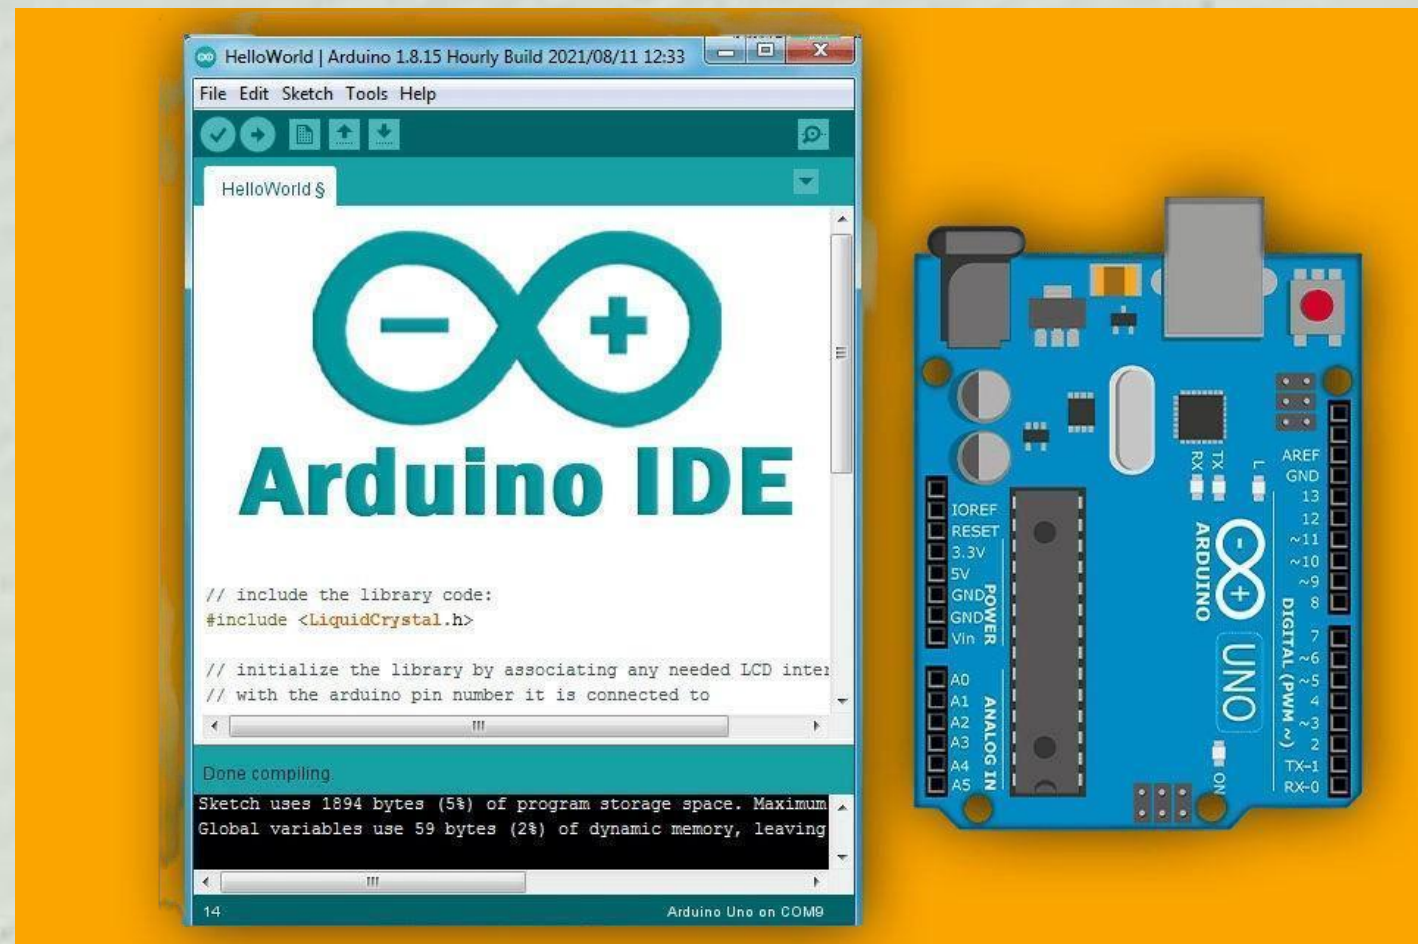 HelloWorld | Arduino 1.8.15 Hourly Build 2021/08/11 12:33
File Edit Sketch Tools Help
HelloWorld §
Arduino IDE
// include the library code:
#include <LiquidCrystal.h>
// initialize the library by associating any needed LCD inter
// with the arduino pin number it is connected to
Done compiling.
Sketch uses 1894 bytes (5%) of program storage space. Maximum
Global variables use 59 bytes (2%) of dynamic memory, leaving
14
Arduino Uno on COM9
IOREF
RESET
3.3V
5V
GND
GND
Vin
POWER
A0
A1
A2
A3
A4
A5
ANALOG IN
RX
TX
L
ARDUINO
UNO
ON
AREF
GND
13
12
~11
~10
~9
8
7
~6
~5
4
~3
2
TX→1
RX←0
DIGITAL (PWM ~)